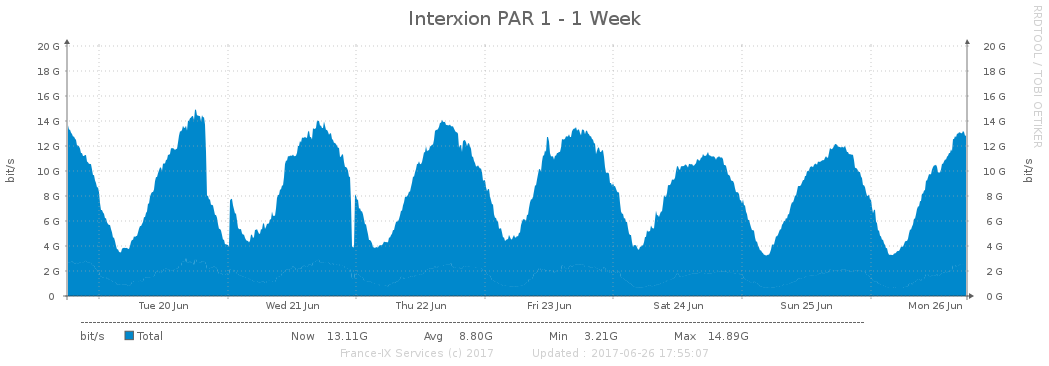 Interxion PAR 1 - 1 Week
RRDTOOL / TOBI OETIKER
20 G 20 G
18 G 18 G
16 G 16 G
14 G 14 G
12 G 12 G
10 G 10 G
8 G 8 G
6 G 6 G
4 G 4 G
2 G 2 G
0 0 G
bit/s
bit/s
Tue 20 Jun Wed 21 Jun Thu 22 Jun Fri 23 Jun Sat 24 Jun Sun 25 Jun Mon 26 Jun
bit/s Total Now 13.11G Avg 8.80G Min 3.21G Max 14.89G
France-IX Services (c) 2017 Updated : 2017-06-26 17:55:07